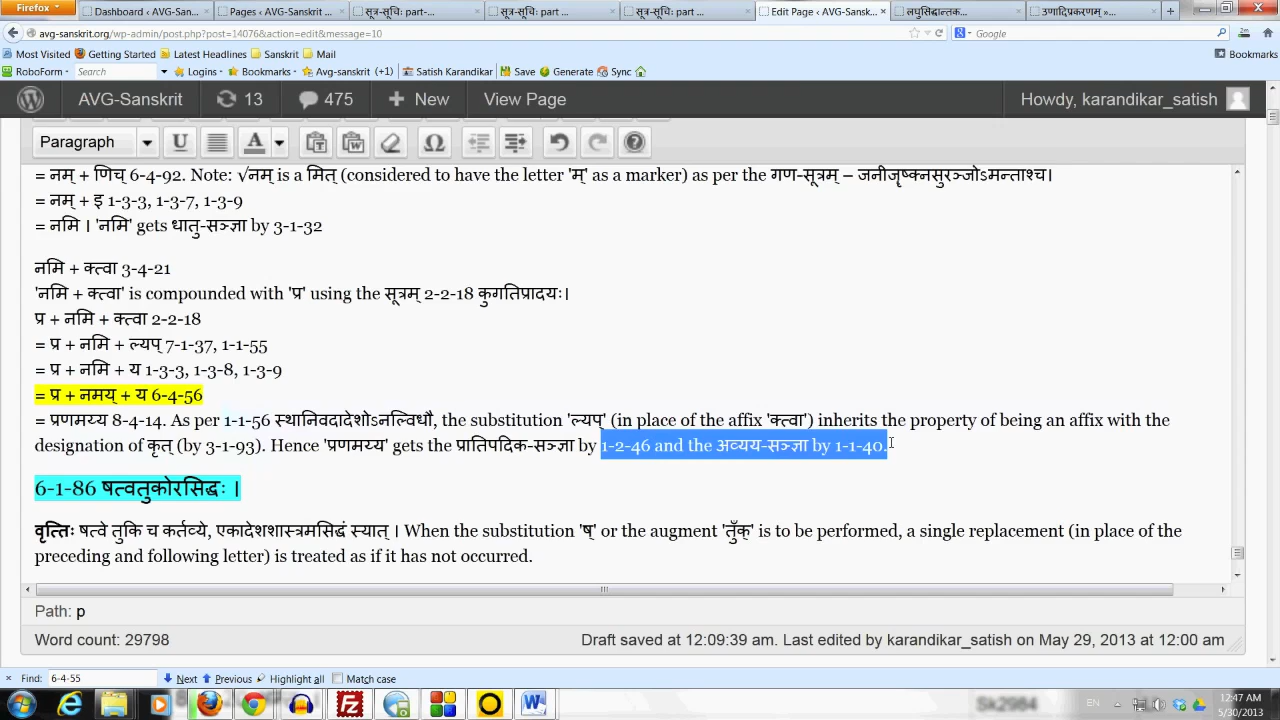 Firefox
Dashboard ‹ AVG-San...
Pages ‹ AVG-Sanskrit ...
सूत्र-सूचिः part-...
सूत्र-सूचिः part ...
सूत्र-सूचिः part ...
Edit Page ‹ AVG-Sansk...
लघुसिद्धान्तक...
उणादिप्रकरणम् »...
avg-sanskrit.org/wp-admin/post.php?post=14076&action=edit&message=10
Google
Most Visited Getting Started Latest Headlines Sanskrit Mail Bookmarks
RoboForm Search Logins Bookmarks Avg-sanskrit (+1) Satish Karandikar Save Generate Sync
AVG-Sanskrit 13 475 + New View Page Howdy, karandikar_satish
Paragraph U A Ω
= नम् + णिच् 6-4-92. Note: √नम् is a मित् (considered to have the letter 'म्' as a marker) as per the गण-सूत्रम् – जनीजॄष्क्नसुरञ्जोऽमन्ताश्च।
= नम् + इ 1-3-3, 1-3-7, 1-3-9
= नमि । 'नमि' gets धातु-सञ्ज्ञा by 3-1-32
नमि + क्त्वा 3-4-21
'नमि + क्त्वा' is compounded with 'प्र' using the सूत्रम् 2-2-18 कुगतिप्रादयः।
प्र + नमि + क्त्वा 2-2-18
= प्र + नमि + ल्यप् 7-1-37, 1-1-55
= प्र + नमि + य 1-3-3, 1-3-8, 1-3-9
= प्र + नमय् + य 6-4-56
= प्रणमय्य 8-4-14. As per 1-1-56 स्थानिवदादेशोऽनल्विधौ, the substitution 'ल्यप्' (in place of the affix 'क्त्वा') inherits the property of being an affix with the
designation of कृत् (by 3-1-93). Hence 'प्रणमय्य' gets the प्रातिपदिक-सञ्ज्ञा by 1-2-46 and the अव्यय-सञ्ज्ञा by 1-1-40.
6-1-86 षत्वतुकोरसिद्धः ।
वृत्तिः षत्वे तुकि च कर्तव्ये, एकादेशशास्त्रमसिद्धं स्यात् । When the substitution 'ष्' or the augment 'तुँक्' is to be performed, a single replacement (in place of the
preceding and following letter) is treated as if it has not occurred.
Path: p
Word count: 29798 Draft saved at 12:09:39 am. Last edited by karandikar_satish on May 29, 2013 at 12:00 am
× Find: 6-4-55 Next Previous Highlight all Match case
Sk2984 EN 12:47 AM
5/30/2013